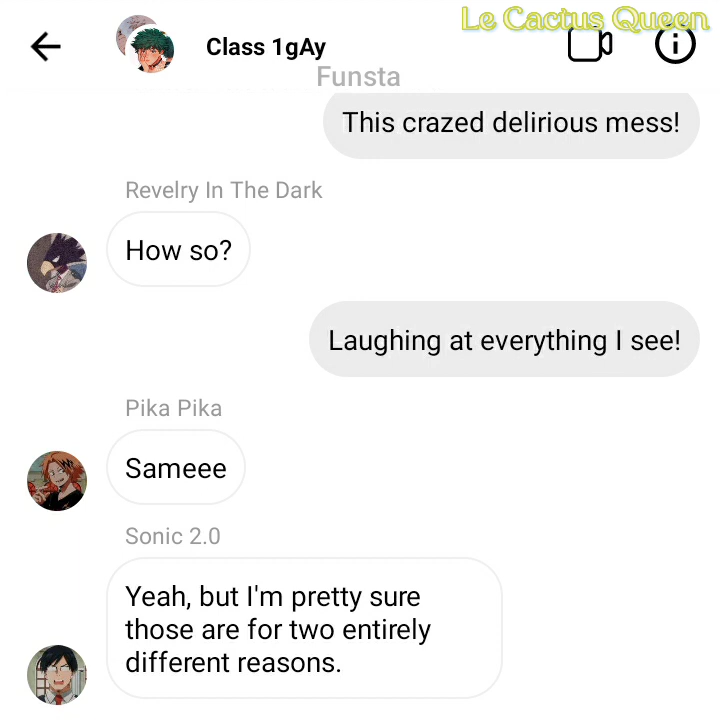 Le Cactus Queen
Class 1gAy
Funsta
This crazed delirious mess!
Revelry In The Dark
How so?
Laughing at everything I see!
Pika Pika
Sameee
Sonic 2.0
Yeah, but I'm pretty sure
those are for two entirely
different reasons.